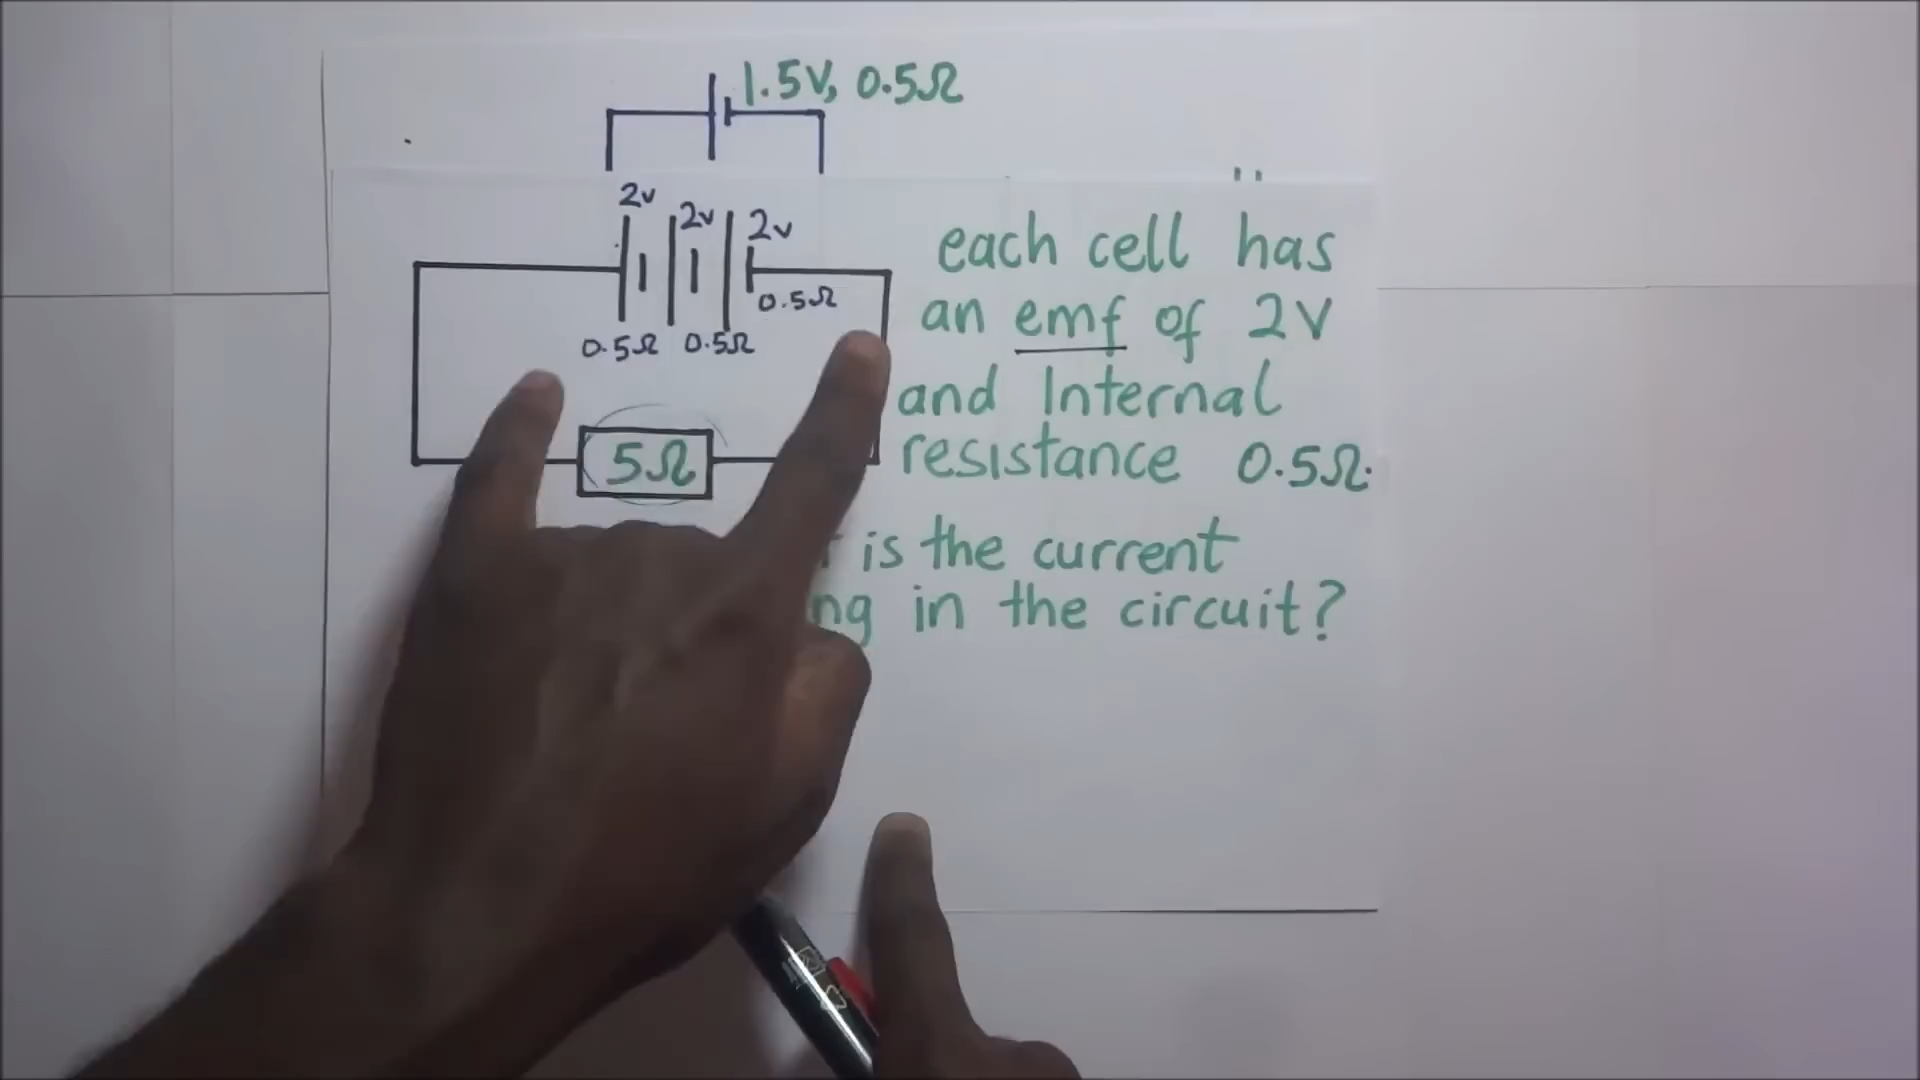 1.5V, 0.5Ω
2v
2v
2v
0.5Ω
0.5Ω
0.5Ω
5Ω
each cell has
an emf of 2V
and Internal
resistance 0.5Ω.
is the current
in the circuit?